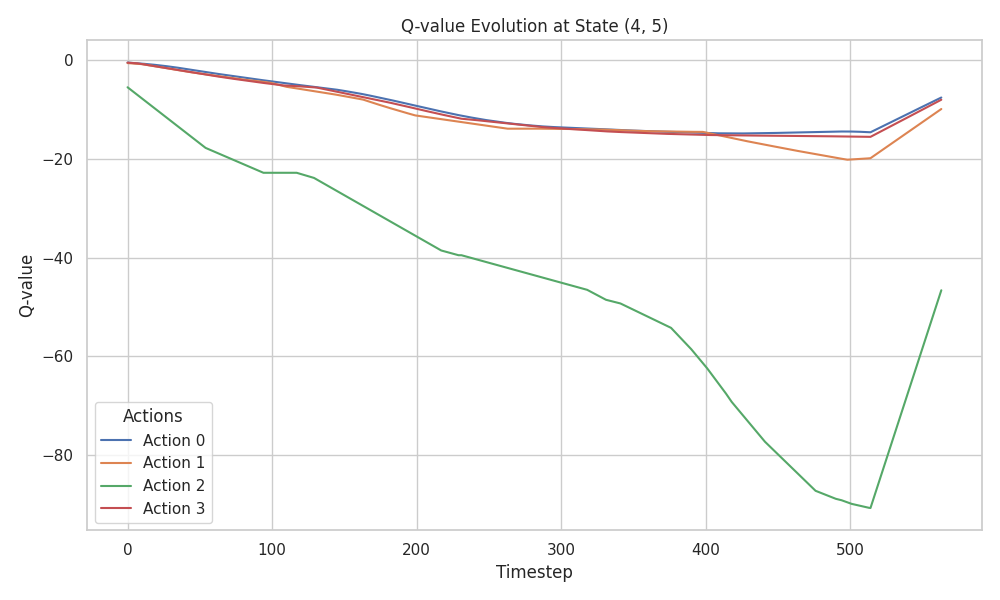 Q-value Evolution at State (4, 5)
Q-value
0
−20
−40
−60
−80
Actions
Action 0
Action 1
Action 2
Action 3
0 100 200 300 400 500
Timestep